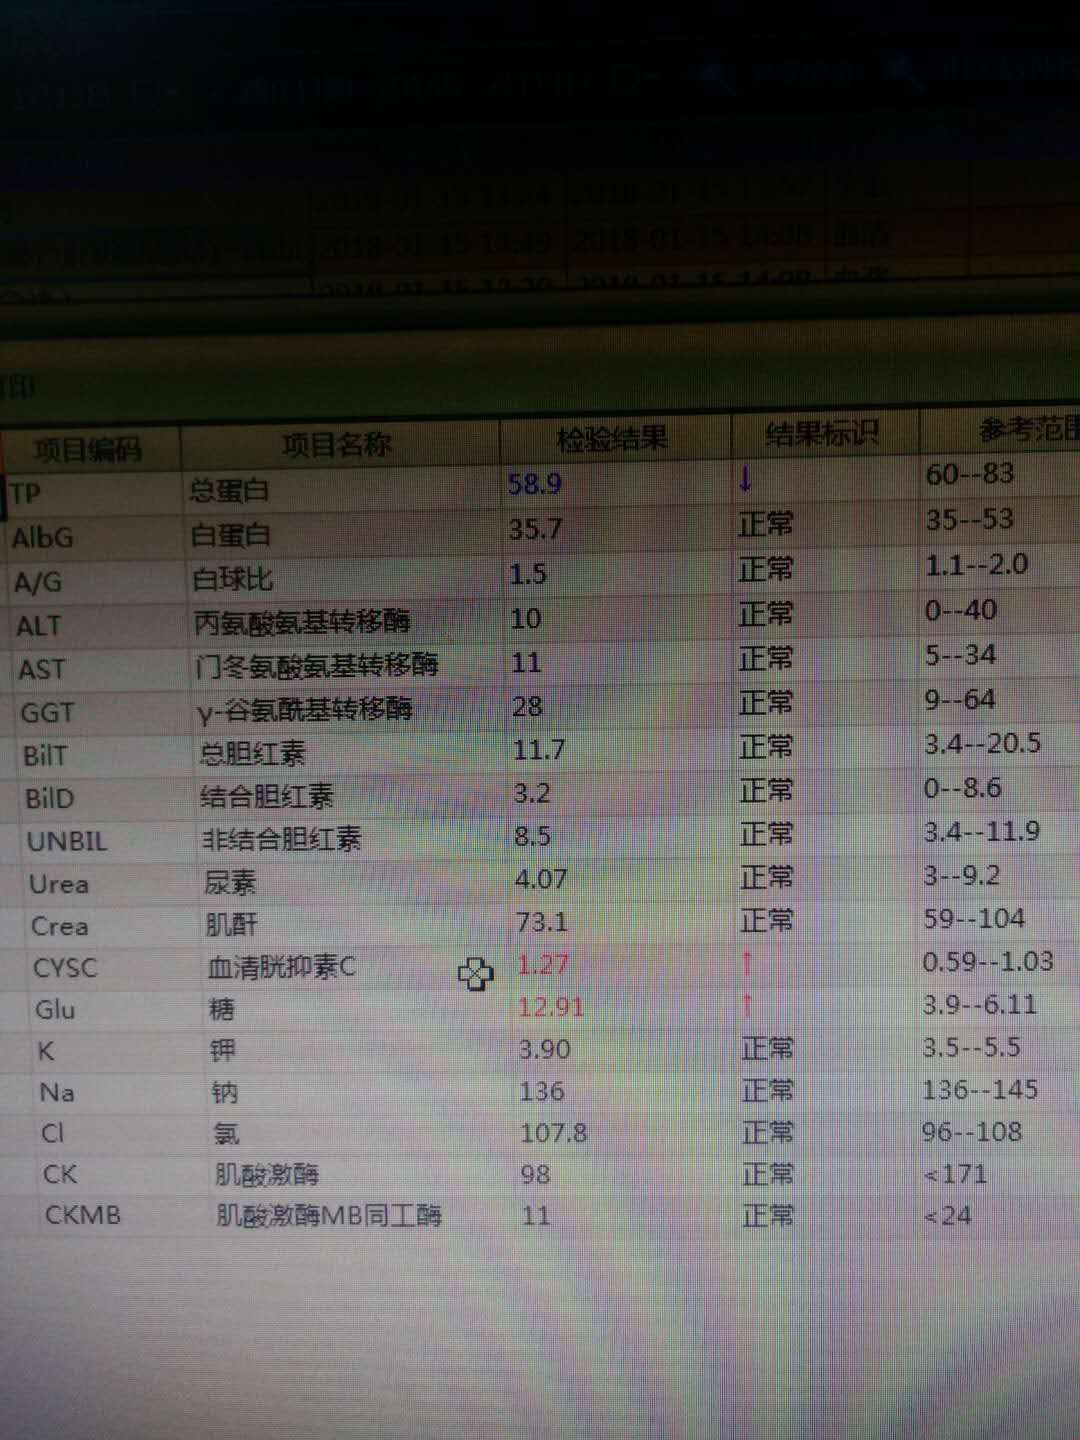 2018-01-15 14:08
2018-01-15
印
项目编码 项目名称 检验结果 结果标识 参考范围
TP 总蛋白 58.9 ↓ 60--83
AlbG 白蛋白 35.7 正常 35--53
A/G 白球比 1.5 正常 1.1--2.0
ALT 丙氨酸氨基转移酶 10 正常 0--40
AST 门冬氨酸氨基转移酶 11 正常 5--34
GGT γ-谷氨酰基转移酶 28 正常 9--64
BilT 总胆红素 11.7 正常 3.4--20.5
BilD 结合胆红素 3.2 正常 0--8.6
UNBIL 非结合胆红素 8.5 正常 3.4--11.9
Urea 尿素 4.07 正常 3--9.2
Crea 肌酐 73.1 正常 59--104
CYSC 血清胱抑素C 1.27 ↑ 0.59--1.03
Glu 糖 12.91 ↑ 3.9--6.11
K 钾 3.90 正常 3.5--5.5
Na 钠 136 正常 136--145
Cl 氯 107.8 正常 96--108
CK 肌酸激酶 98 正常 <171
CKMB 肌酸激酶MB同工酶 11 正常 <24